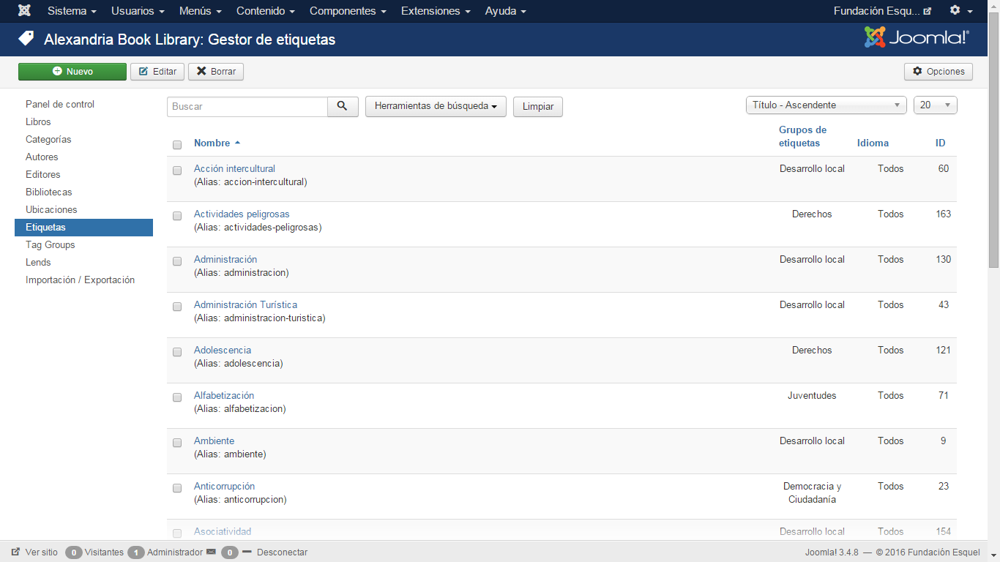 Sistema Usuarios Menús Contenido Componentes Extensiones Ayuda Fundación Esqu...
Alexandria Book Library: Gestor de etiquetas Joomla!®
Nuevo Editar Borrar Opciones
Panel de control
Libros
Categorías
Autores
Editores
Bibliotecas
Ubicaciones
Etiquetas
Tag Groups
Lends
Importación / Exportación
Buscar Herramientas de búsqueda Limpiar Título - Ascendente 20
Nombre Grupos de etiquetas Idioma ID
Acción intercultural Desarrollo local Todos 60
(Alias: accion-intercultural)
Actividades peligrosas Derechos Todos 163
(Alias: actividades-peligrosas)
Administración Desarrollo local Todos 130
(Alias: administracion)
Administración Turística Desarrollo local Todos 43
(Alias: administracion-turistica)
Adolescencia Derechos Todos 121
(Alias: adolescencia)
Alfabetización Juventudes Todos 71
(Alias: alfabetizacion)
Ambiente Desarrollo local Todos 9
(Alias: ambiente)
Anticorrupción Democracia y Todos 23
(Alias: anticorrupcion) Ciudadanía
Asociatividad Desarrollo local Todos 154
Ver sitio 0 Visitantes 1 Administrador 0 Desconectar Joomla! 3.4.8 — © 2016 Fundación Esquel